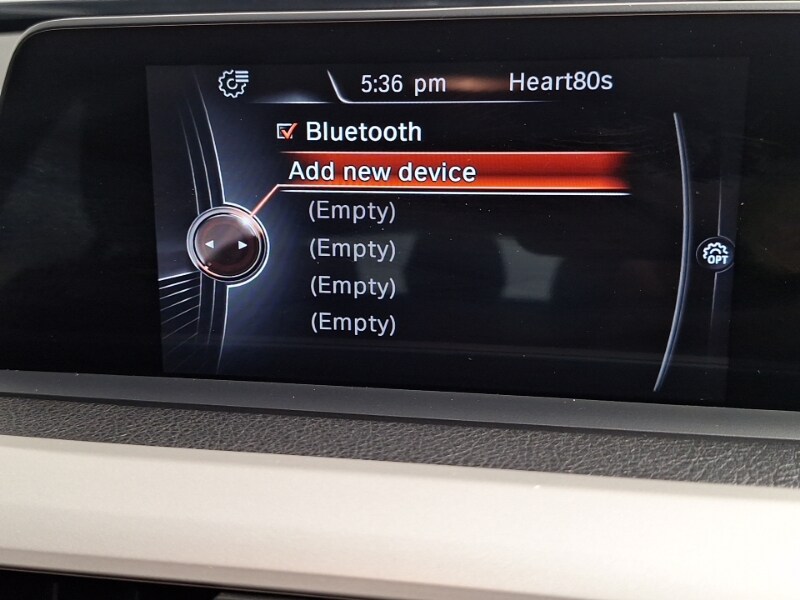 5:36 pm Heart80s
Bluetooth
Add new device
(Empty)
(Empty)
OPT
(Empty)
(Empty)